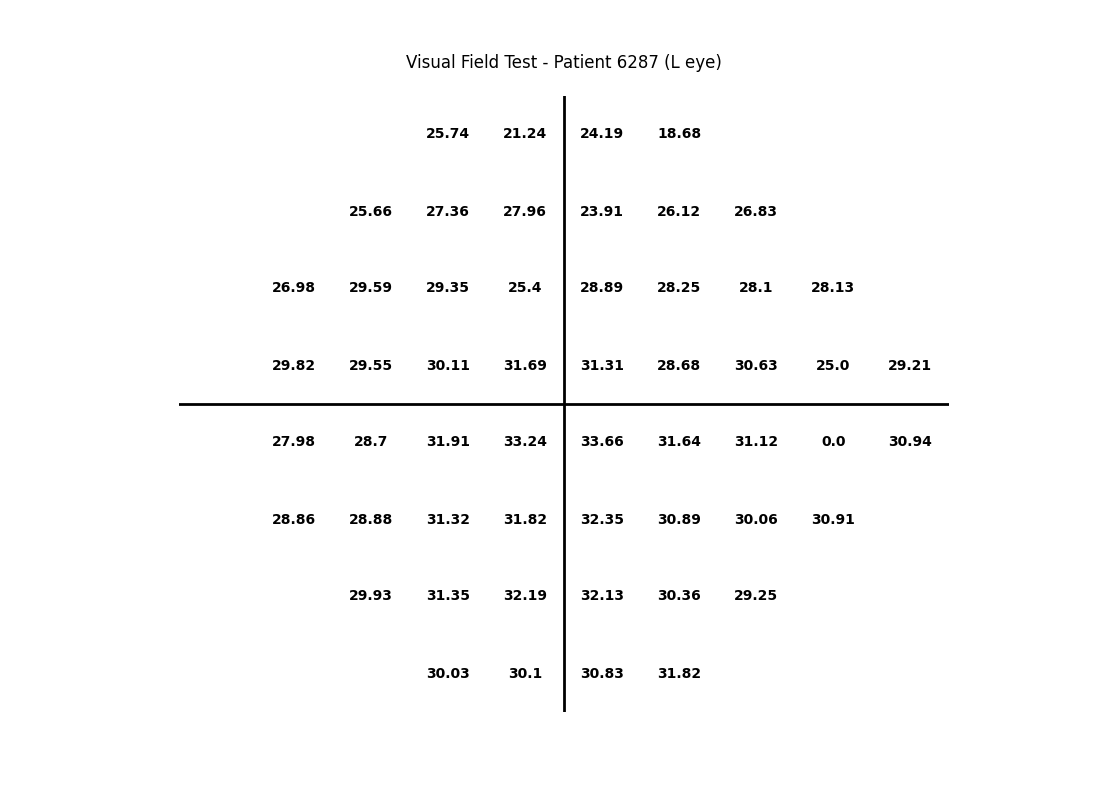 Visual Field Test - Patient 6287 (L eye)
25.74 21.24 24.19 18.68
25.66 27.36 27.96 23.91 26.12 26.83
26.98 29.59 29.35 25.4 28.89 28.25 28.1 28.13
29.82 29.55 30.11 31.69 31.31 28.68 30.63 25.0 29.21
27.98 28.7 31.91 33.24 33.66 31.64 31.12 0.0 30.94
28.86 28.88 31.32 31.82 32.35 30.89 30.06 30.91
29.93 31.35 32.19 32.13 30.36 29.25
30.03 30.1 30.83 31.82